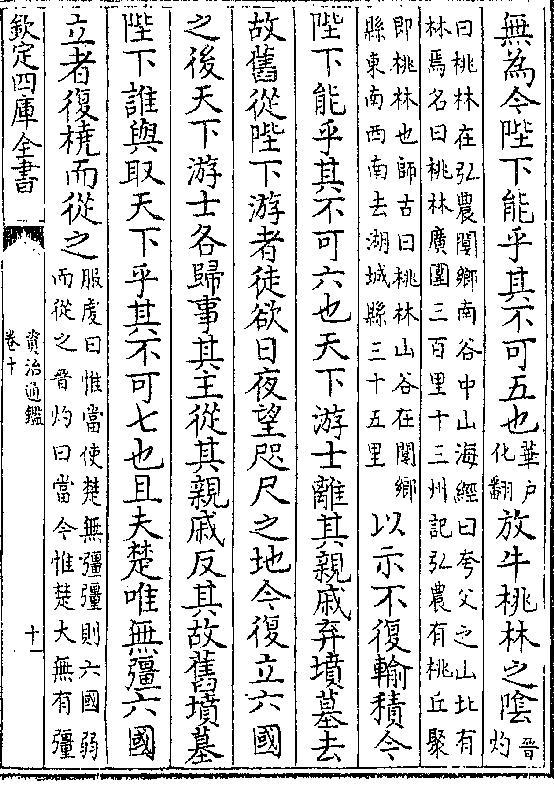 無為今陛下能乎其不可五也華戶化翻放牛桃林之隂晉灼
曰桃林在弘農閿鄉南谷中山海經曰夸父之山北有
林焉名曰桃林廣圍三百里十三州記弘農有桃丘聚
即桃林也師古曰桃林山谷在閿鄉
縣東南西南去湖城縣三十五里以示不復輸積今
陛下能乎其不可六也天下游士離其親戚弃墳墓去
故舊從陛下游者徒欲日夜望咫尺之地今復立六國
之後天下游士各歸事其主從其親戚反其故舊墳墓
陛下誰與取天下乎其不可七也且夫楚唯無彊六國
立者復橈而從之服䖍曰惟當使楚無彊彊則六國弱
而從之晉灼曰當今惟楚大無有彊
欽定四庫全書
資治通鑑
卷十
十一